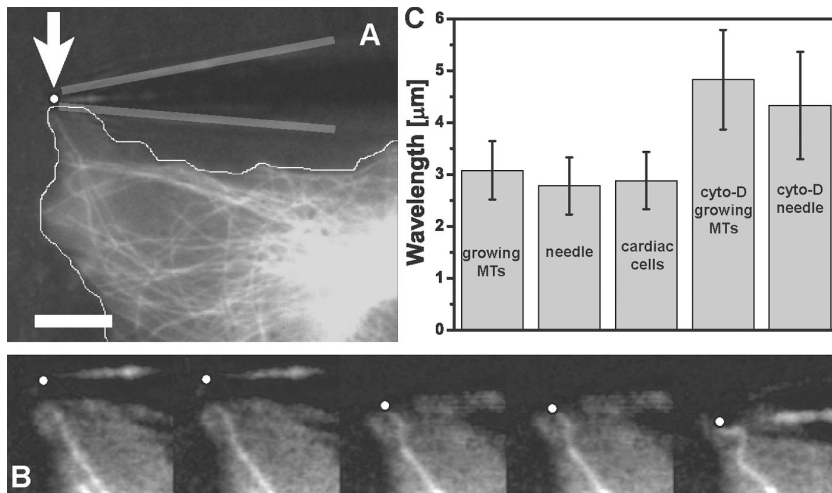 A
C
Wavelength [µm]
6
5
4
3
2
1
0
growing
MTs
needle
cardiac
cells
cyto-D
growing
MTs
cyto-D
needle
B